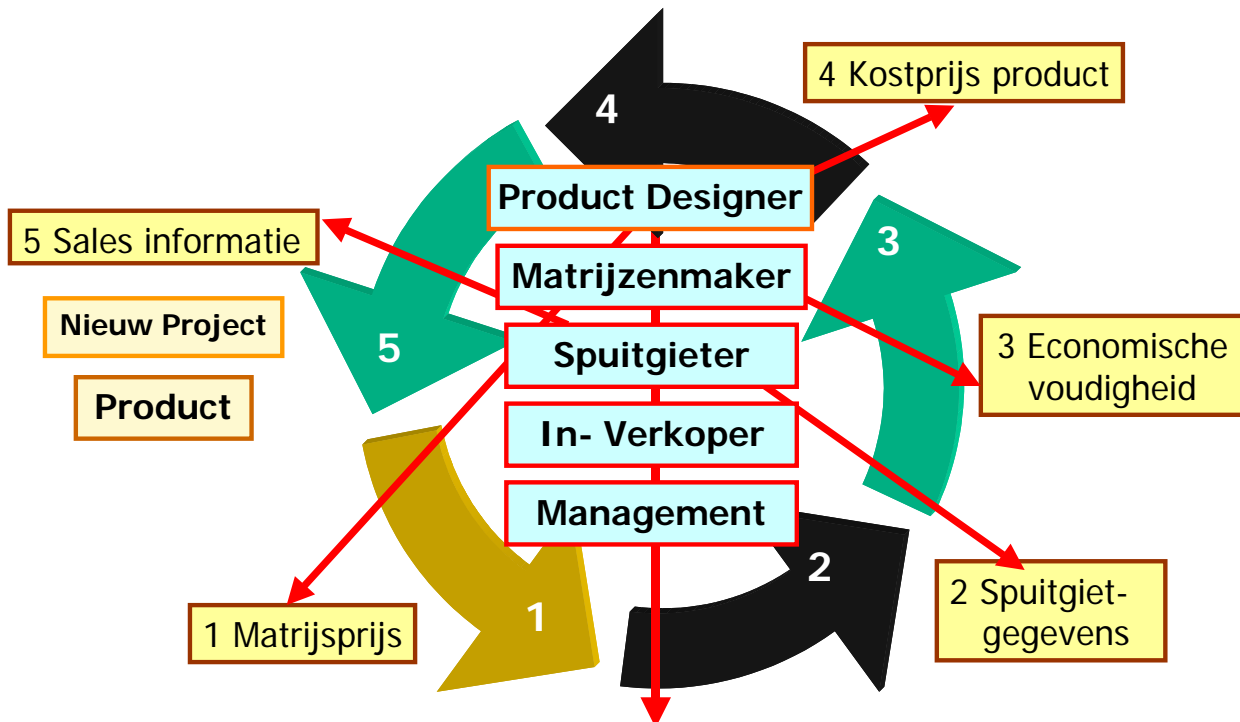 4 Kostprijs product
4
Product Designer
5 Sales informatie
3
Matrijzenmaker
Nieuw Project
5
Spuitgieter
3 Economische
voudigheid
Product
In- Verkoper
Management
2
2 Spuitgiet-
gegevens
1
1 Matrijsprijs